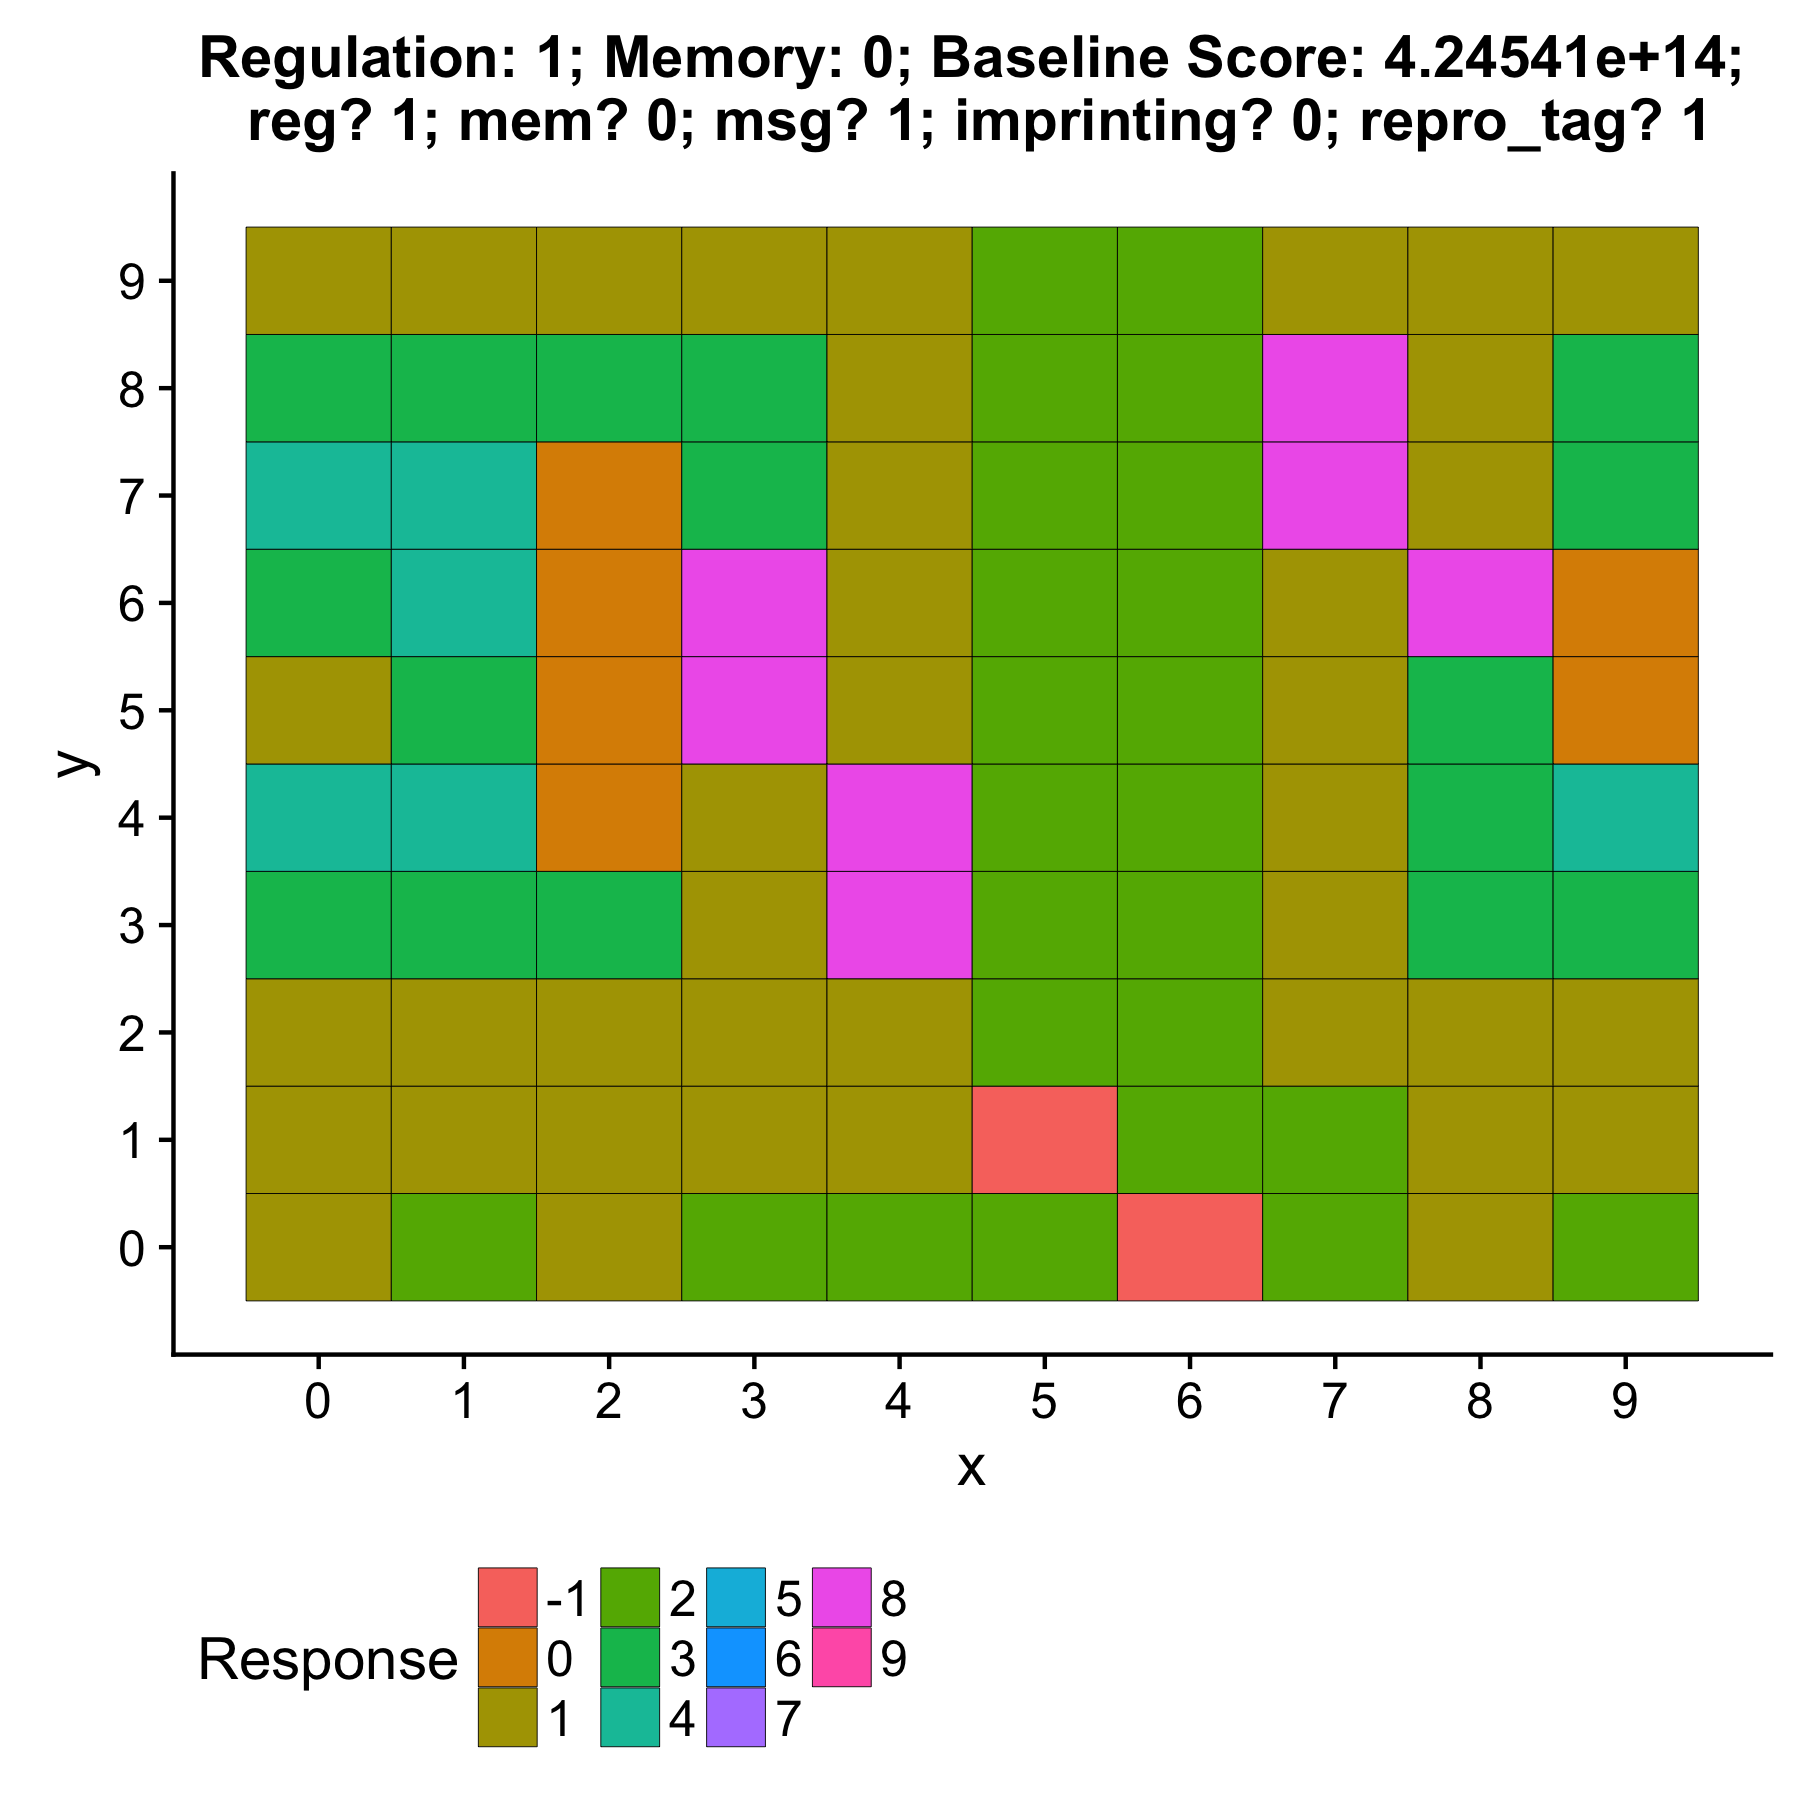 Regulation: 1; Memory: 0; Baseline Score: 4.24541e+14;
reg? 1; mem? 0; msg? 1; imprinting? 0; repro_tag? 1
9
8
7
6
5
4
3
2
1
0
y
0 1 2 3 4 5 6 7 8 9
x
Response
-1 2 5 8
0 3 6 9
1 4 7